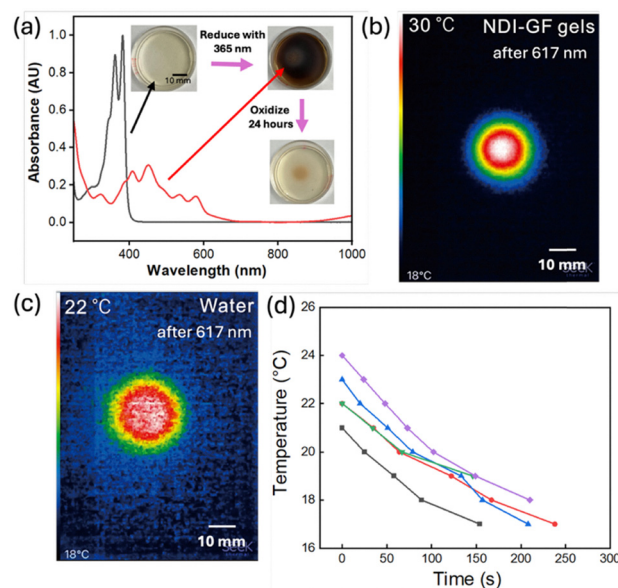 (a)
Reduce with
365 nm
10 mm
Oxidize
24 hours
Absorbance (AU)
1.0
0.8
0.6
0.4
0.2
0.0
400 600 800 1000
Wavelength (nm)
(b)
30 °C NDI-GF gels
after 617 nm
10 mm
18°C
seek
(c)
22 °C Water
after 617 nm
10 mm
18°C
seek
(d)
Temperature (°C)
26
24
22
20
18
16
0 50 100 150 200 250 300
Time (s)